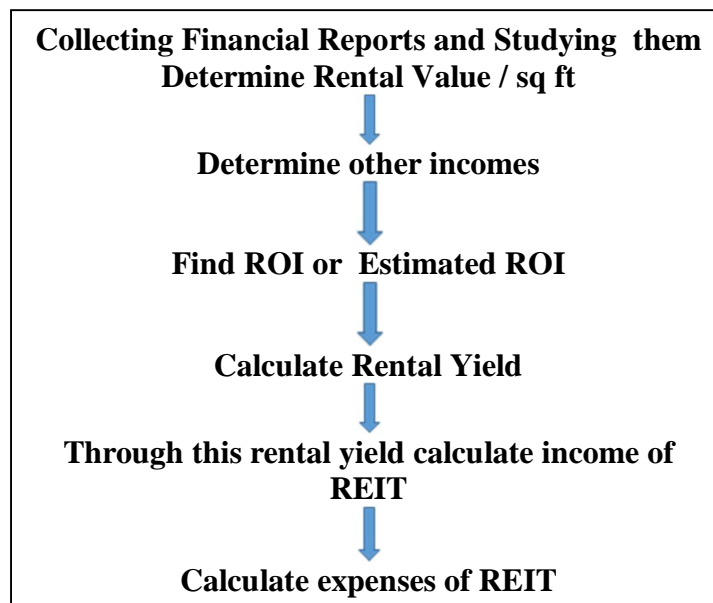 Collecting Financial Reports and Studying them
Determine Rental Value / sq ft
Determine other incomes
Find ROI or Estimated ROI
Calculate Rental Yield
Through this rental yield calculate income of
REIT
Calculate expenses of REIT